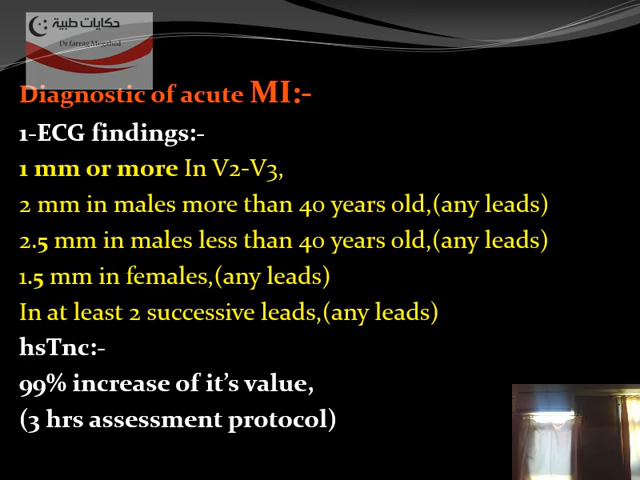 حكايات طبية
Dr farrag Megahed
Diagnostic of acute MI:-
1-ECG findings:-
1 mm or more In V2-V3,
2 mm in males more than 40 years old,(any leads)
2.5 mm in males less than 40 years old,(any leads)
1.5 mm in females,(any leads)
In at least 2 successive leads,(any leads)
hsTnc:-
99% increase of it’s value,
(3 hrs assessment protocol)